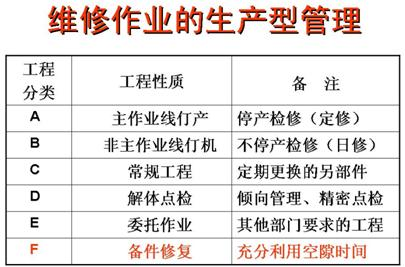 维修作业的生产型管理
工程分类 工程性质 备 注
A 主作业线仃产 停产检修（定修）
B 非主作业线仃机 不停产检修（日修）
C 常规工程 定期更换的另部件
D 解体点检 倾向管理、精密点检
E 委托作业 其他部门要求的工程
F 备件修复 充分利用空隙时间